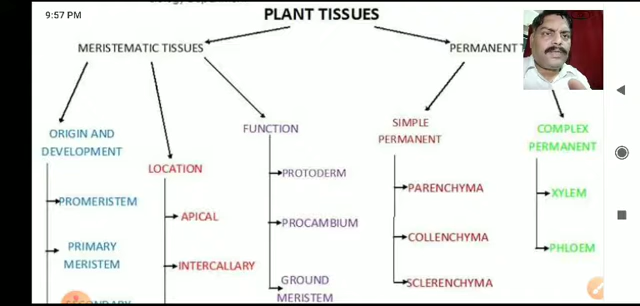 9:57 PM
PLANT TISSUES
MERISTEMATIC TISSUES
PERMANENT
ORIGIN AND
DEVELOPMENT
PROMERISTEM
PRIMARY
MERISTEM
LOCATION
APICAL
INTERCALLARY
FUNCTION
PROTODERM
PROCAMBIUM
GROUND
MERISTEM
SIMPLE
PERMANENT
PARENCHYMA
COLLENCHYMA
SCLERENCHYMA
COMPLEX
PERMANENT
XYLEM
PHLOEM